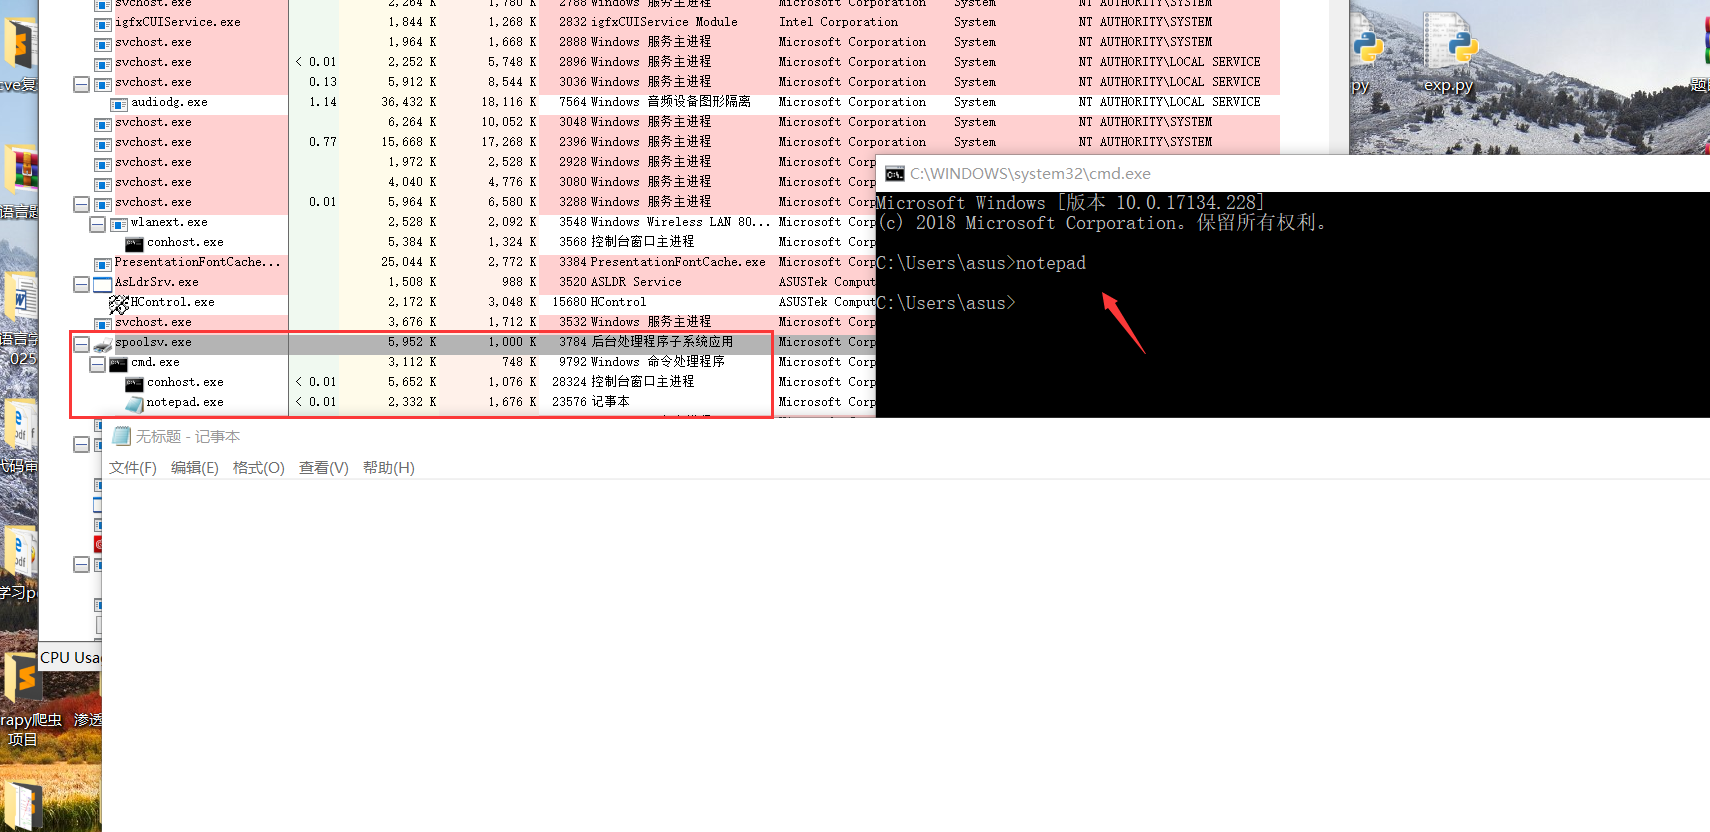 svchost.exe 2,264 K 1,780 K 2788 Windows 服务主进程 Microsoft Corporation System NT AUTHORITY\SYSTEM
igfxCUIService.exe 1,844 K 1,268 K 2832 igfxCUIService Module Intel Corporation System NT AUTHORITY\SYSTEM
svchost.exe 1,964 K 1,668 K 2888 Windows 服务主进程 Microsoft Corporation System NT AUTHORITY\SYSTEM
svchost.exe < 0.01 2,252 K 5,748 K 2896 Windows 服务主进程 Microsoft Corporation System NT AUTHORITY\LOCAL SERVICE
svchost.exe 0.13 5,912 K 8,544 K 3036 Windows 服务主进程 Microsoft Corporation System NT AUTHORITY\LOCAL SERVICE
audiodg.exe 1.14 36,432 K 18,116 K 7564 Windows 音频设备图形隔离 Microsoft Corporation System NT AUTHORITY\LOCAL SERVICE
svchost.exe 6,264 K 10,052 K 3048 Windows 服务主进程 Microsoft Corporation System NT AUTHORITY\SYSTEM
svchost.exe 0.77 15,668 K 17,268 K 2396 Windows 服务主进程 Microsoft Corporation System NT AUTHORITY\SYSTEM
svchost.exe 1,972 K 2,528 K 2928 Windows 服务主进程 Microsoft
svchost.exe 4,040 K 4,776 K 3080 Windows 服务主进程 Microsoft Cor
svchost.exe 0.01 5,964 K 6,580 K 3288 Windows 服务主进程 Microsoft Cor
wlanext.exe 2,528 K 2,092 K 3548 Windows Wireless LAN 80... Microsoft Cor
conhost.exe 5,384 K 1,324 K 3568 控制台窗口主进程 Microsoft Cor
PresentationFontCache... 25,044 K 2,772 K 3384 PresentationFontCache.exe Microsoft Cor
AsLdrSrv.exe 1,508 K 988 K 3520 ASLDR Service ASUSTek Comput
HControl.exe 2,172 K 3,048 K 15680 HControl ASUSTek Comput
svchost.exe 3,676 K 1,712 K 3532 Windows 服务主进程 Microsoft Cor
spoolsv.exe 5,952 K 1,000 K 3784 后台处理程序子系统应用 Microsoft Cor
cmd.exe 3,112 K 748 K 9792 Windows 命令处理程序 Microsoft Cor
conhost.exe < 0.01 5,652 K 1,076 K 28324 控制台窗口主进程 Microsoft Cor
notepad.exe < 0.01 2,332 K 1,676 K 23576 记事本 Microsoft Cor
CPU Usa
C:\WINDOWS\system32\cmd.exe
Microsoft Windows [版本 10.0.17134.228]
(c) 2018 Microsoft Corporation。保留所有权利。
C:\Users\asus>notepad
C:\Users\asus>
无标题 - 记事本
文件(F) 编辑(E) 格式(O) 查看(V) 帮助(H)
py
exp.py
cve复
语言题
语言学
025
代码审
学习p
rapy爬虫
项目
渗透